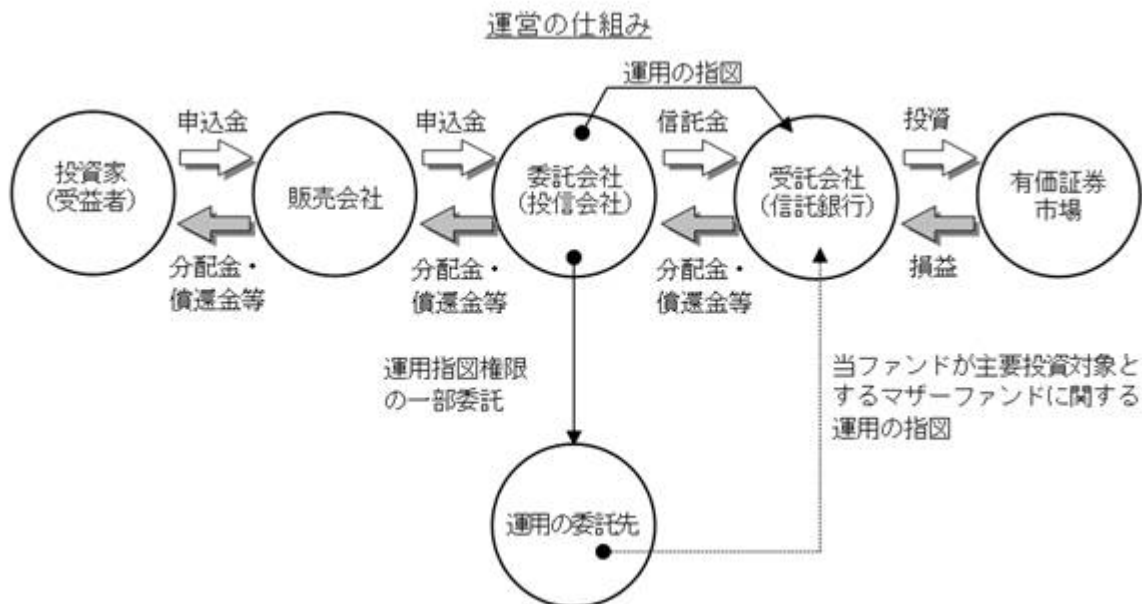 運営の仕組み
運用の指図
申込金
申込金
信託金
投資
投資家
(受益者)
販売会社
委託会社
(投信会社)
受託会社
(信託銀行)
有価証券
市場
分配金・
償還金等
分配金・
償還金等
分配金・
償還金等
損益
運用指図権限
の一部委託
当ファンドが主要投資対象と
するマザーファンドに関する
運用の指図
運用の委託先